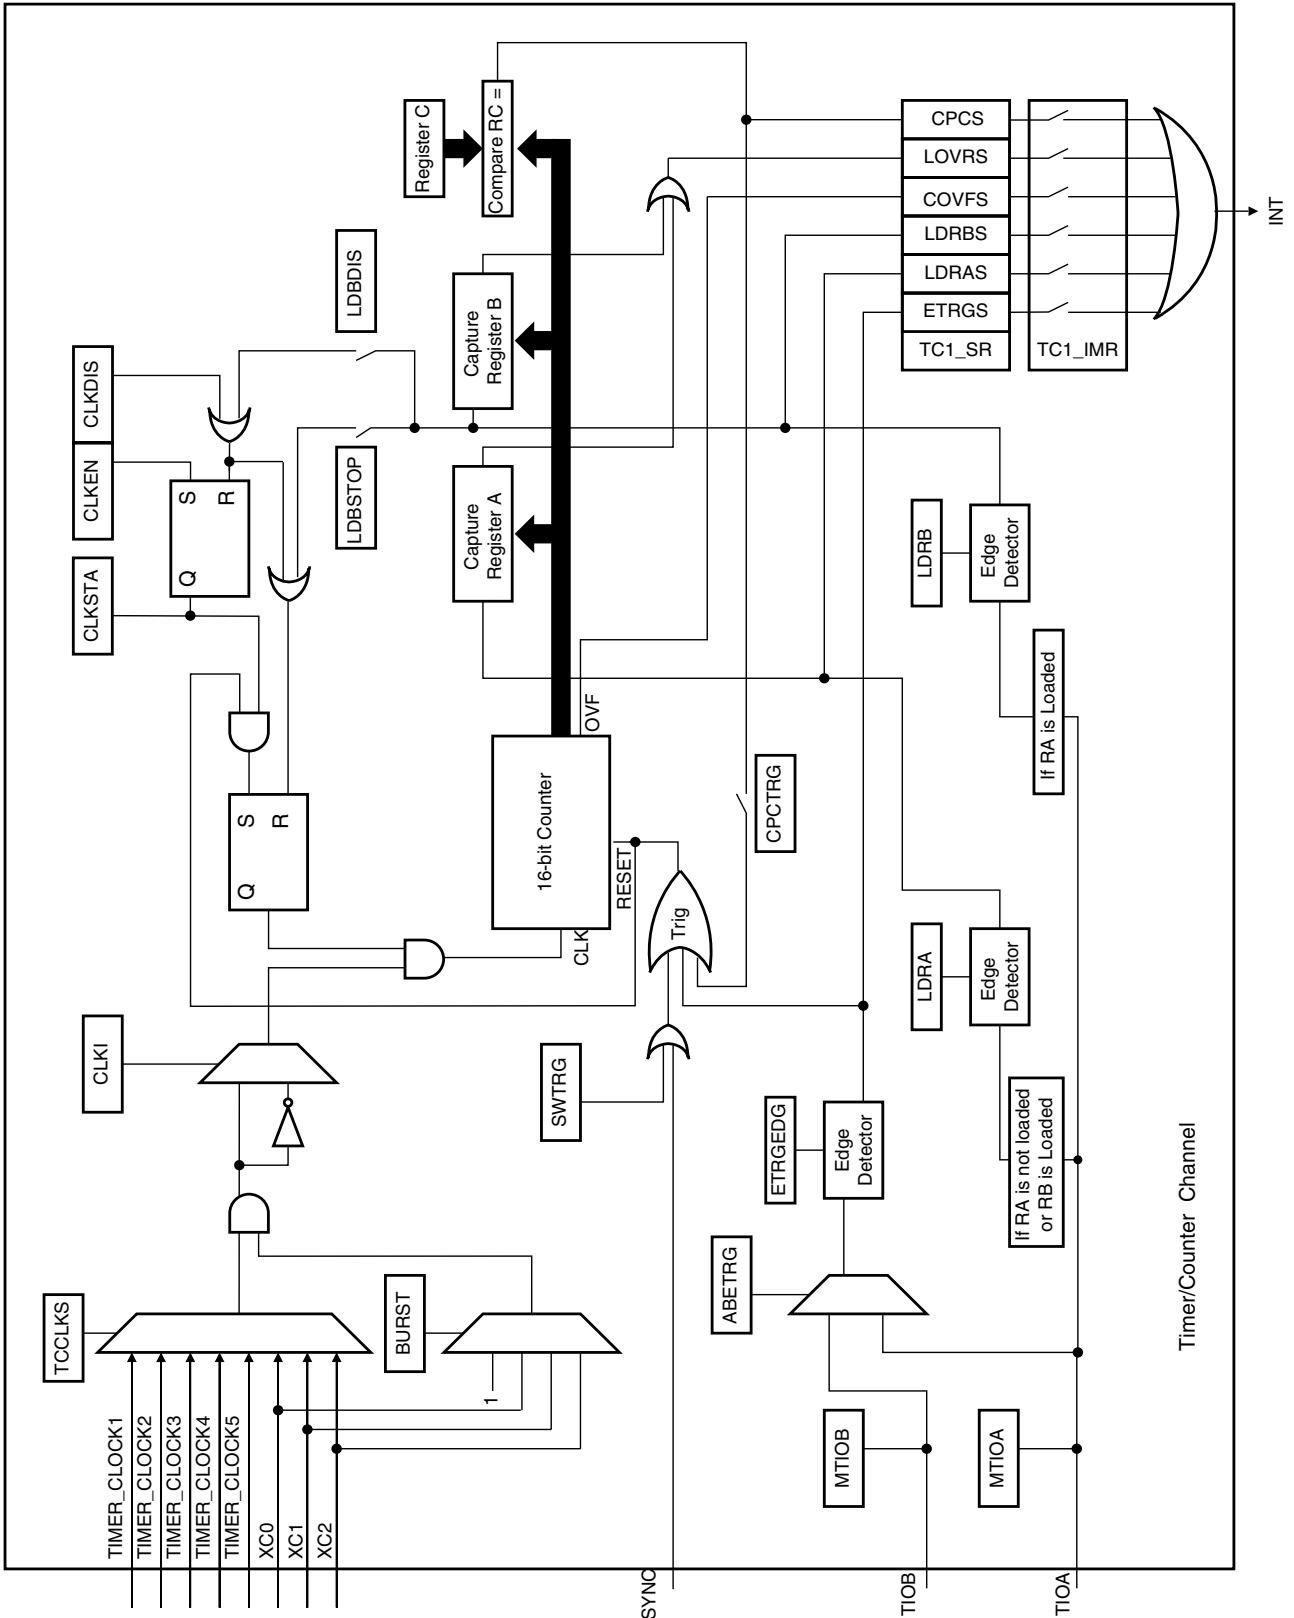 TCCLKS
TIMER_CLOCK1
TIMER_CLOCK2
TIMER_CLOCK3
TIMER_CLOCK4
TIMER_CLOCK5
XC0
XC1
XC2
BURST
1
CLKI
CLKSTA
CLKEN
CLKDIS
Q
S
R
Q
S
R
LDBSTOP
LDBDIS
Register C
Compare RC =
Capture
Register A
Capture
Register B
16-bit Counter
CLK
OVF
RESET
Trig
SWTRG
SYNC
CPCTRG
ABETRG
ETRGEDG
Edge
Detector
MTIOB
TIOB
MTIOA
TIOA
LDRA
Edge
Detector
If RA is not loaded
or RB is Loaded
LDRB
Edge
Detector
If RA is Loaded
CPCS
LOVRS
COVFS
LDRBS
LDRAS
ETRGS
TC1_SR
TC1_IMR
INT
Timer/Counter Channel